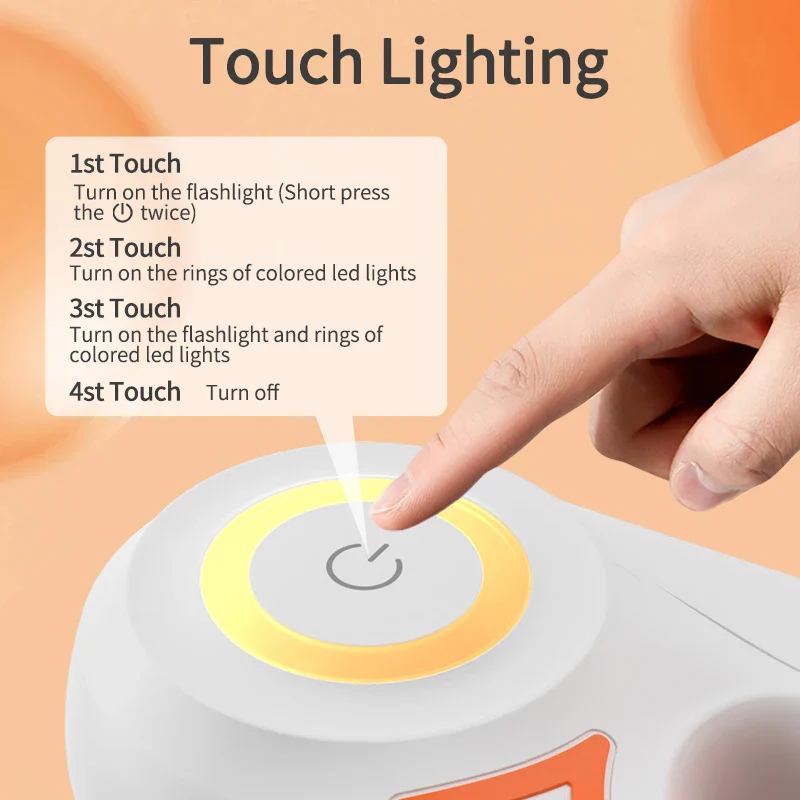 Touch Lighting
1st Touch
Turn on the flashlight (Short press
the ⏻ twice)
2st Touch
Turn on the rings of colored led lights
3st Touch
Turn on the flashlight and rings of
colored led lights
4st Touch Turn off